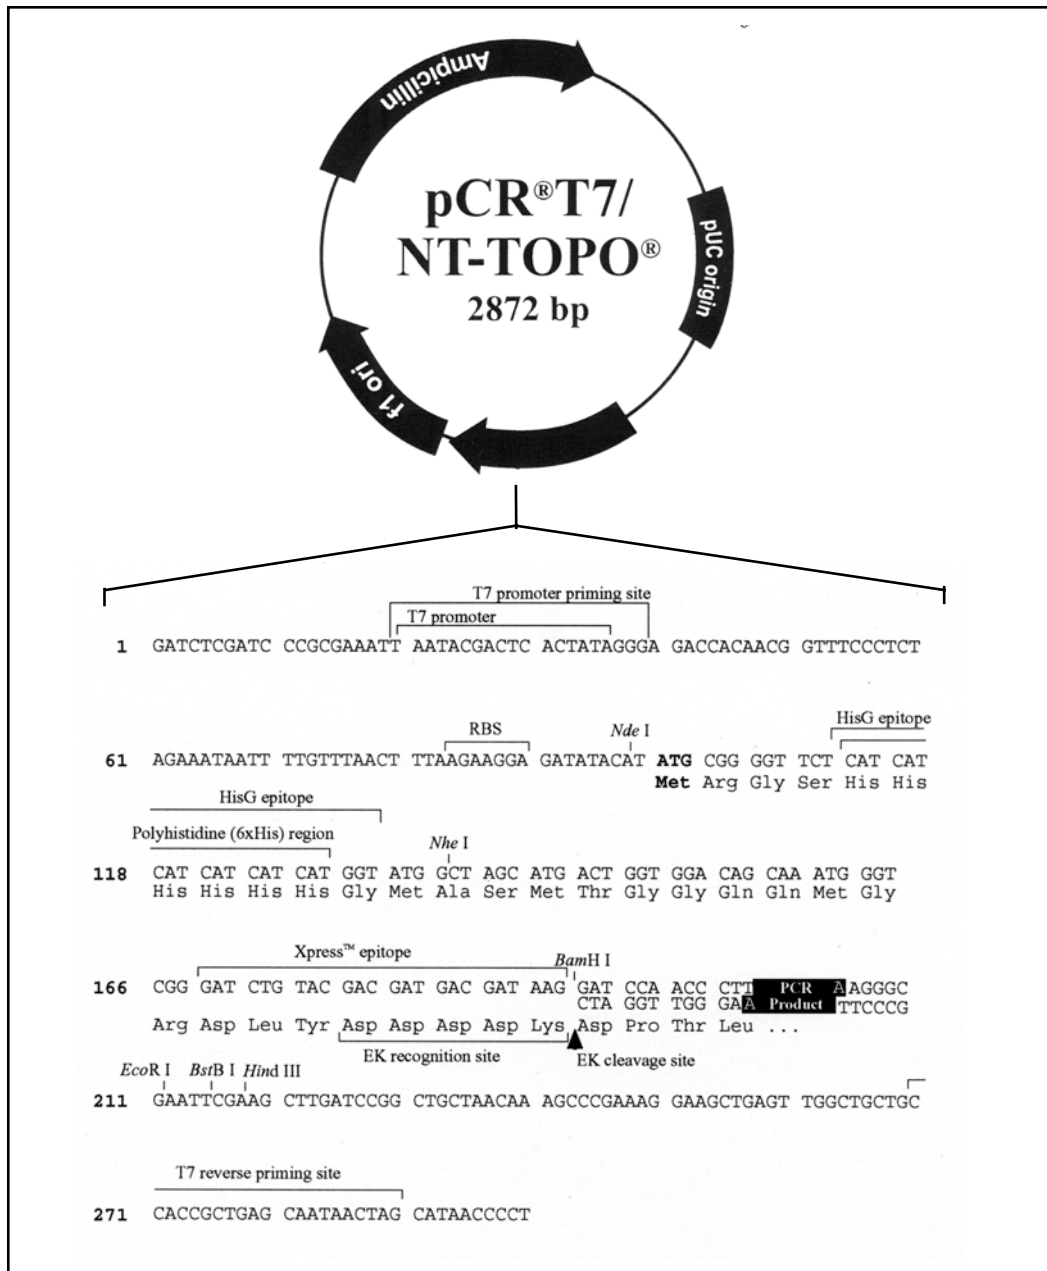 Ampicillin
pCR®T7/
NT-TOPO®
2872 bp
pUC origin
f1 ori
T7 promoter priming site
T7 promoter
1 GATCTCGATC CCGCGAAATT AATACGACTC ACTATAGGGA GACCACAACG GTTTCCCTCT
RBS Nde I HisG epitope
61 AGAAATAATT TTGTTTAACT TTAAGAAGGA GATATACAT ATG CGG GGT TCT CAT CAT
Met Arg Gly Ser His His
HisG epitope
Polyhistidine (6xHis) region Nhe I
118 CAT CAT CAT CAT GGT ATG GCT AGC ATG ACT GGT GGA CAG CAA ATG GGT
His His His His Gly Met Ala Ser Met Thr Gly Gly Gln Gln Met Gly
Xpress™ epitope BamH I
166 CGG GAT CTG TAC GAC GAT GAC GAT AAG GAT CCA ACC CTT PCR A AGGGC
CTA GGT TGG GAA A Product TTCCCG
Arg Asp Leu Tyr Asp Asp Asp Asp Lys Asp Pro Thr Leu ...
EK recognition site EK cleavage site
EcoR I BstB I Hind III
211 GAATTCGAAG CTTGATCCGG CTGCTAACAA AGCCCGAAAG GAAGCTGAGT TGGCTGCTGC
T7 reverse priming site
271 CACCGCTGAG CAATAACTAG CATAACCCCT